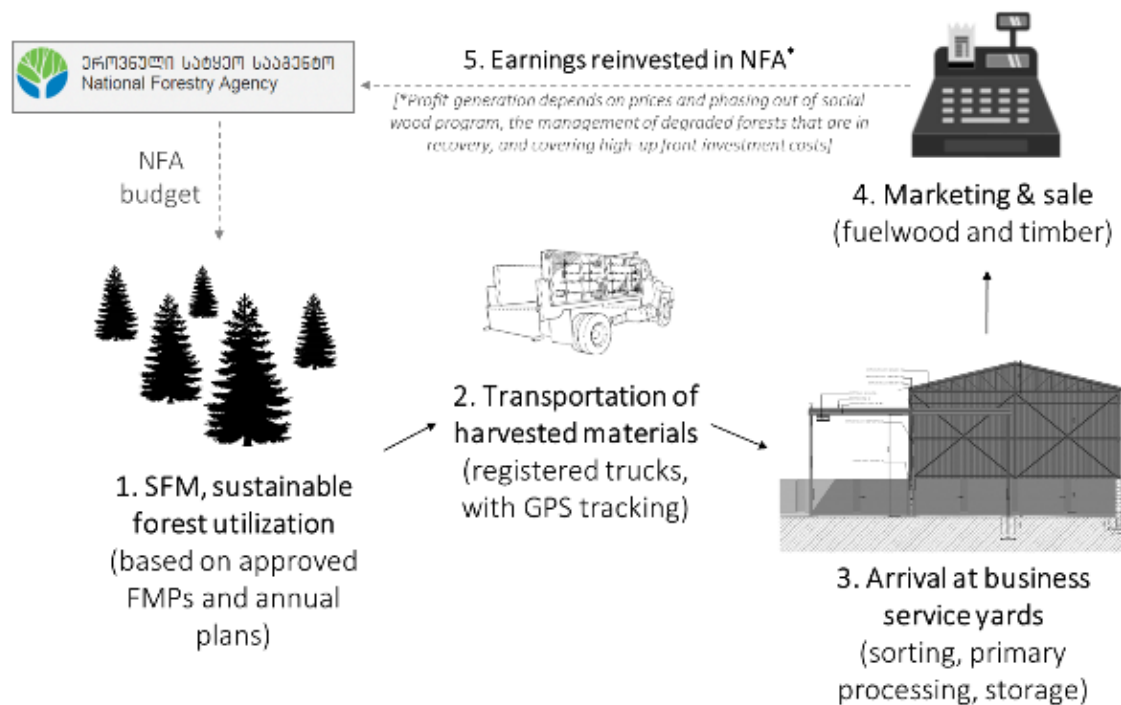 ეროვნული სატყეო სააგენტო
National Forestry Agency
5. Earnings reinvested in NFA*
[*Profit generation depends on prices and phasing out of social
wood program, the management of degraded forests that are in
recovery, and covering high-up front investment costs]
NFA
budget
4. Marketing & sale
(fuelwood and timber)
2. Transportation of
harvested materials
(registered trucks,
with GPS tracking)
1. SFM, sustainable
forest utilization
(based on approved
FMPs and annual
plans)
3. Arrival at business
service yards
(sorting, primary
processing, storage)